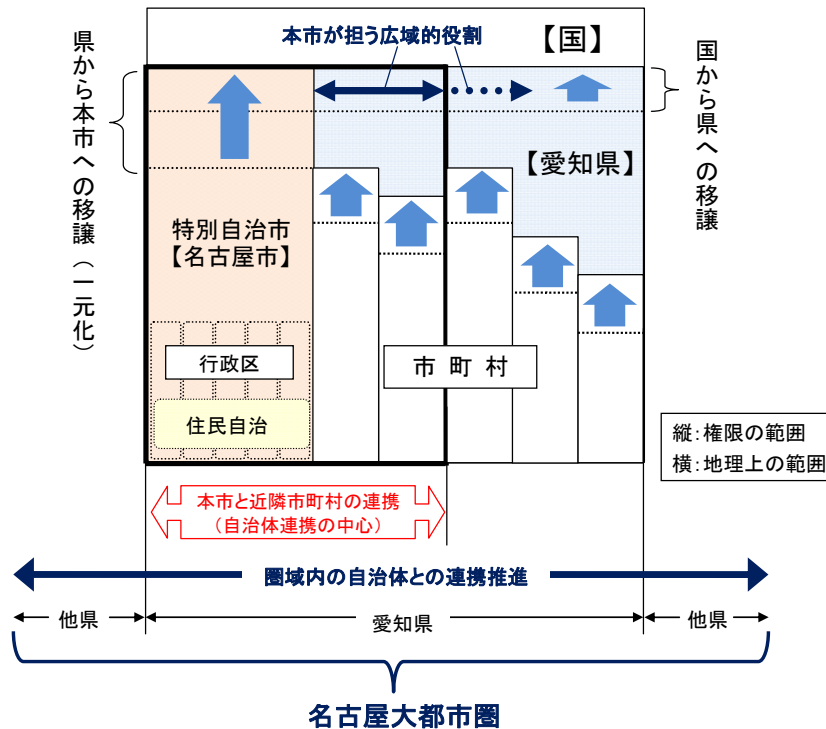 本市が担う広域的役割
【国】
県から本市への移譲（一元化）
国から県への移譲
【愛知県】
特別自治市
【名古屋市】
行政区
市町村
住民自治
縦:権限の範囲
横:地理上の範囲
本市と近隣市町村の連携
（自治体連携の中心）
圏域内の自治体との連携推進
他県
愛知県
他県
名古屋大都市圏